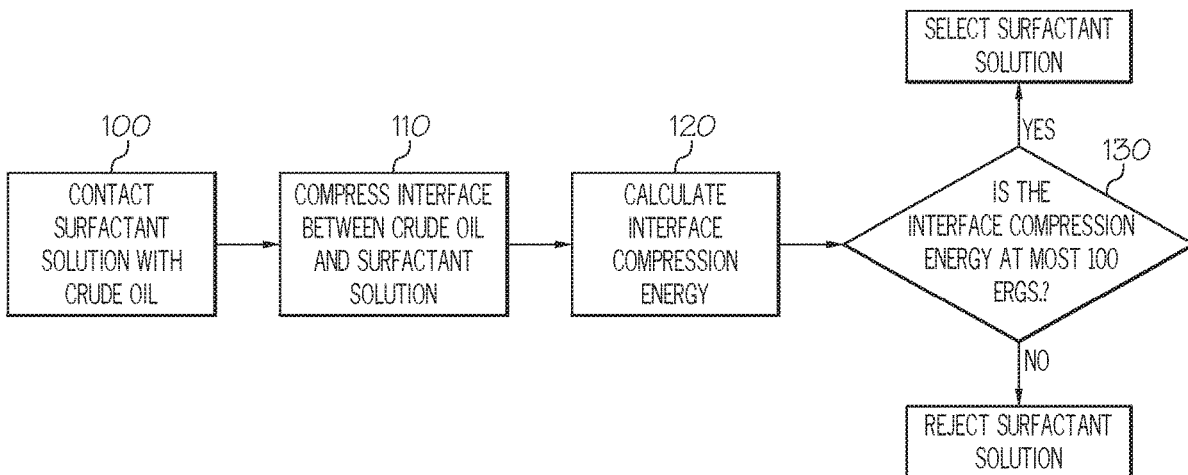 100
CONTACT
SURFACTANT
SOLUTION WITH
CRUDE OIL
110
COMPRESS INTERFACE
BETWEEN CRUDE OIL
AND SURFACTANT
SOLUTION
120
CALCULATE
INTERFACE
COMPRESSION
ENERGY
130
IS THE
INTERFACE COMPRESSION
ENERGY AT MOST 100
ERGS.?
YES
SELECT SURFACTANT
SOLUTION
NO
REJECT SURFACTANT
SOLUTION